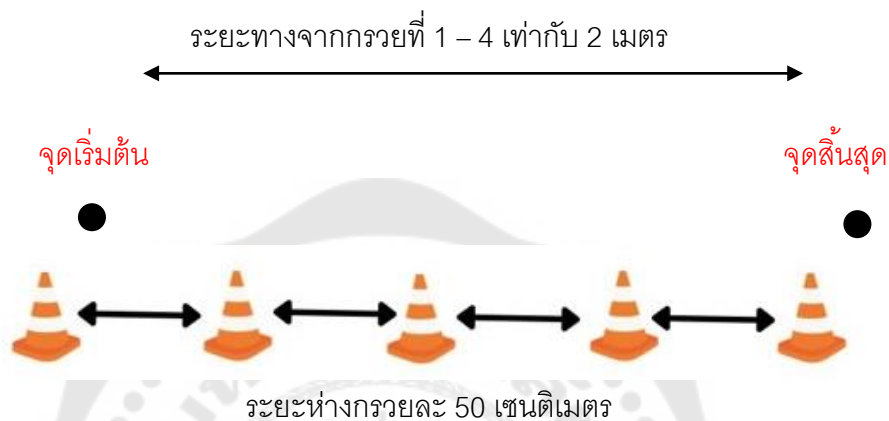 ระยะทางจากกรวยที่ 1 – 4 เท่ากับ 2 เมตร
จุดเริ่มต้น
จุดสิ้นสุด
ระยะห่างกรวยละ 50 เซนติเมตร